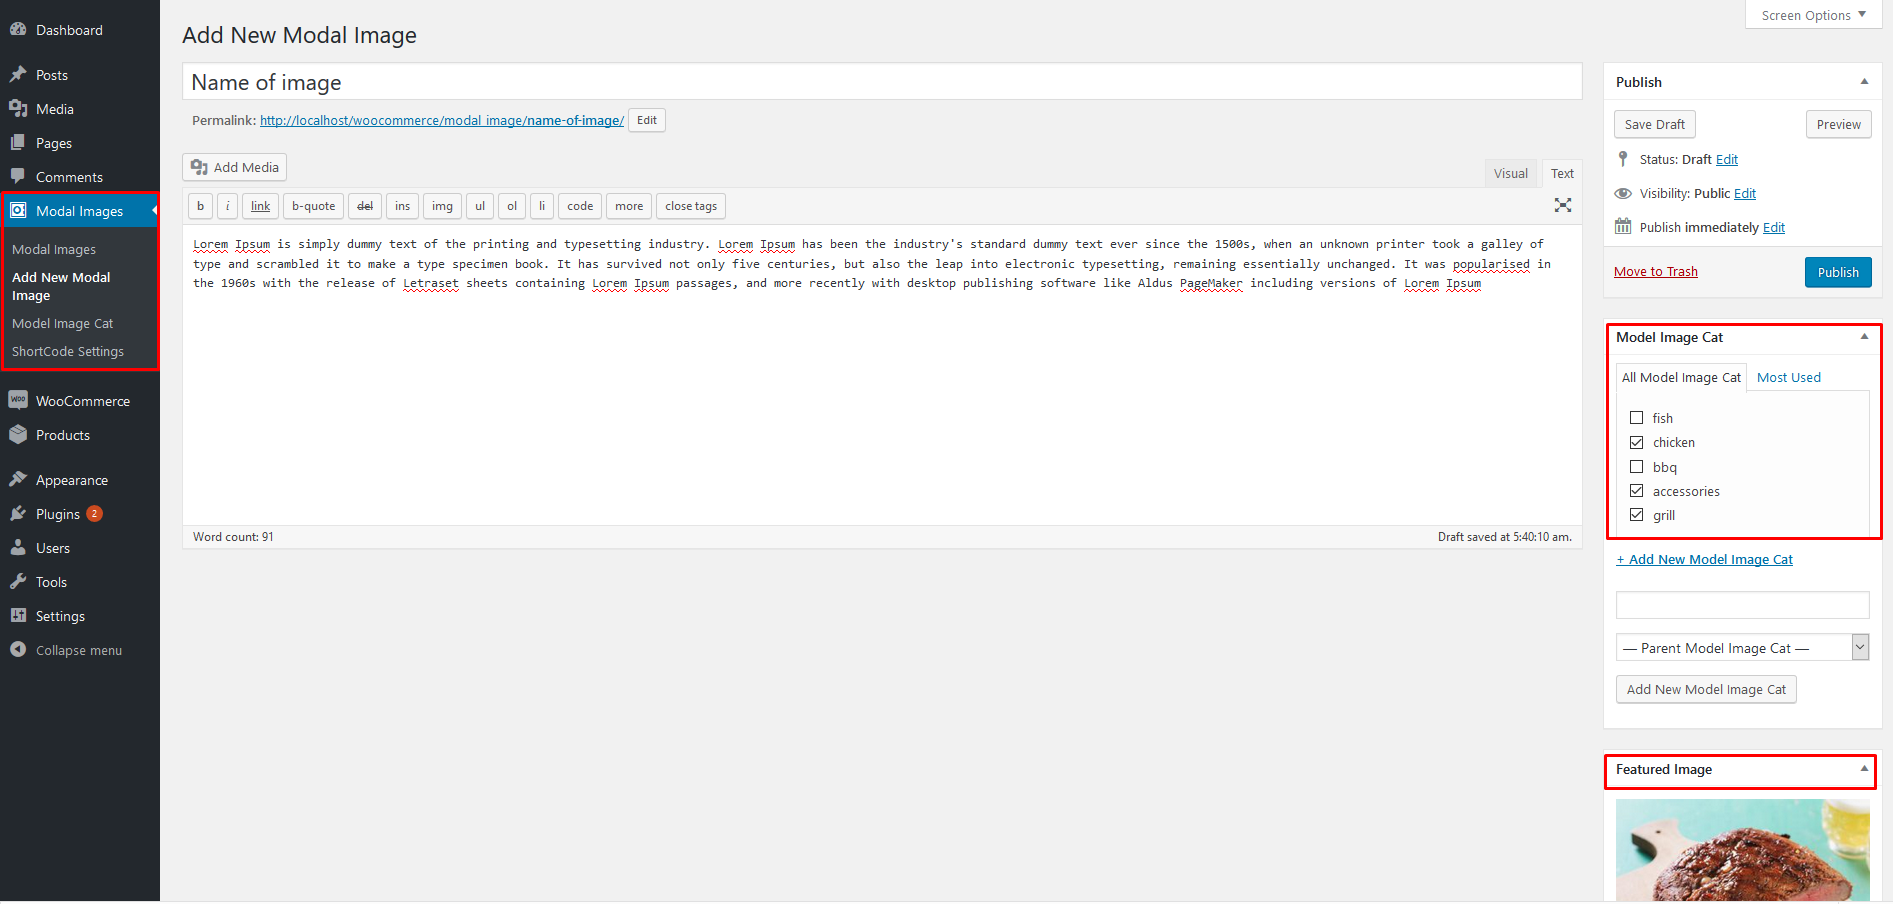 Screen Options
Dashboard
Posts
Media
Pages
Comments
Modal Images
Modal Images
Add New Modal
Image
Model Image Cat
ShortCode Settings
WOO WooCommerce
Products
Appearance
Plugins 2
Users
Tools
Settings
Collapse menu
Add New Modal Image
Name of image
Permalink: http://localhost/woocommerce/modal_image/name-of-image/ Edit
Add Media
Visual Text
b i link b-quote del ins img ul ol li code more close tags
Lorem Ipsum is simply dummy text of the printing and typesetting industry. Lorem Ipsum has been the industry's standard dummy text ever since the 1500s, when an unknown printer took a galley of
type and scrambled it to make a type specimen book. It has survived not only five centuries, but also the leap into electronic typesetting, remaining essentially unchanged. It was popularised in
the 1960s with the release of Letraset sheets containing Lorem Ipsum passages, and more recently with desktop publishing software like Aldus PageMaker including versions of Lorem Ipsum
Word count: 91 Draft saved at 5:40:10 am.
Publish
Save Draft Preview
Status: Draft Edit
Visibility: Public Edit
Publish immediately Edit
Move to Trash Publish
Model Image Cat
All Model Image Cat Most Used
fish
chicken
bbq
accessories
grill
+ Add New Model Image Cat
— Parent Model Image Cat —
Add New Model Image Cat
Featured Image